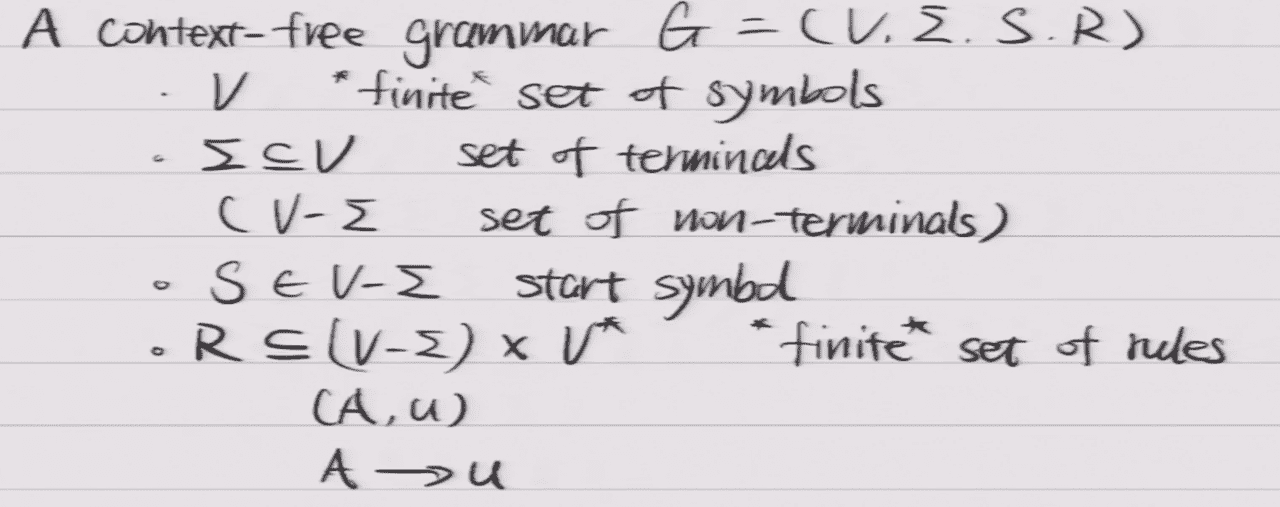 A context-free grammar G = (V, Σ, S, R)
· V *finite* set of symbols
· Σ ⊆ V set of terminals
( V-Σ set of non-terminals)
· S ∈ V-Σ start symbol
· R ⊆ (V-Σ) × V* *finite* set of rules
(A, u)
A → u